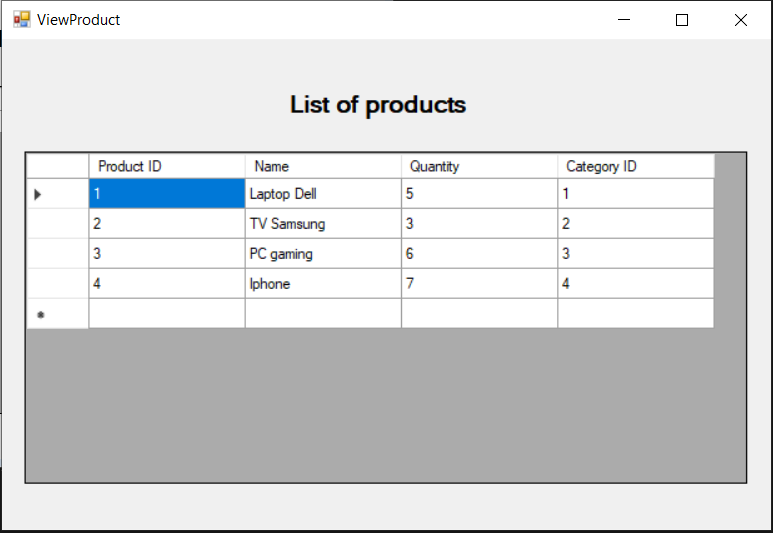 ViewProduct
List of products
Product ID Name Quantity Category ID
1 Laptop Dell 5 1
2 TV Samsung 3 2
3 PC gaming 6 3
4 Iphone 7 4